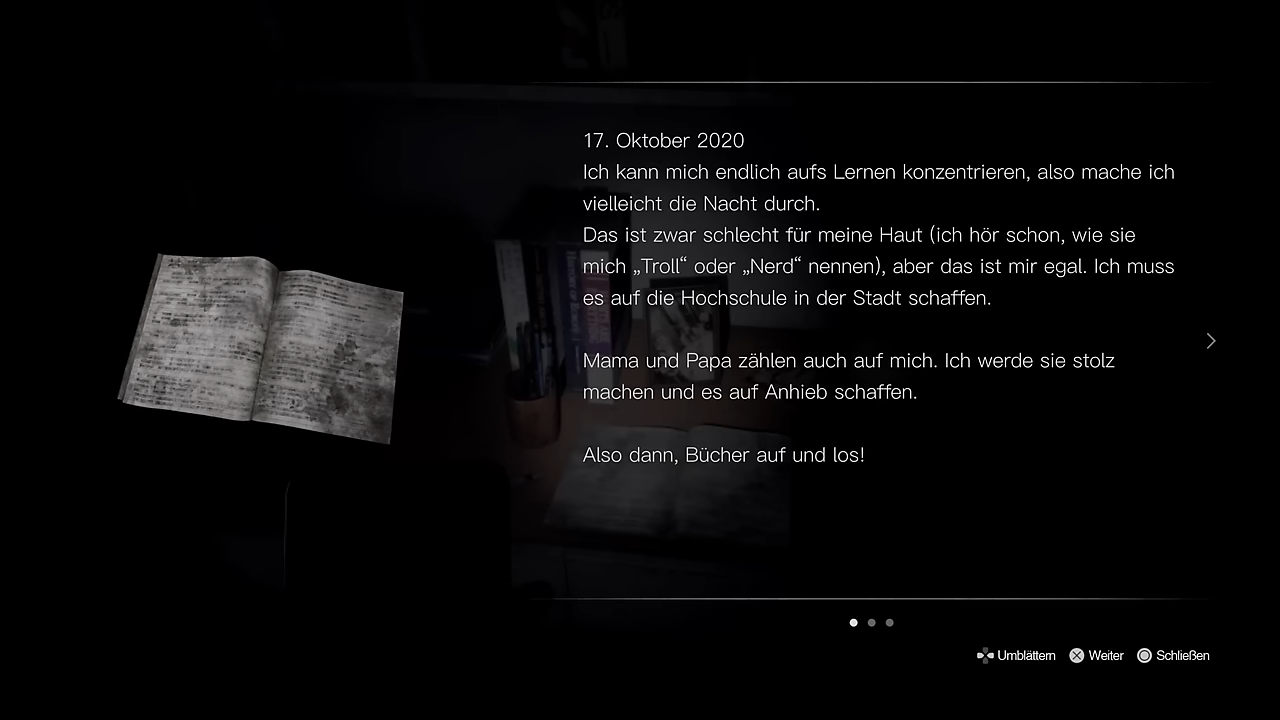 17. Oktober 2020
Ich kann mich endlich aufs Lernen konzentrieren, also mache ich
vielleicht die Nacht durch.
Das ist zwar schlecht für meine Haut (ich hör schon, wie sie
mich „Troll“ oder „Nerd“ nennen), aber das ist mir egal. Ich muss
es auf die Hochschule in der Stadt schaffen.
Mama und Papa zählen auch auf mich. Ich werde sie stolz
machen und es auf Anhieb schaffen.
Also dann, Bücher auf und los!
Umblättern Weiter Schließen